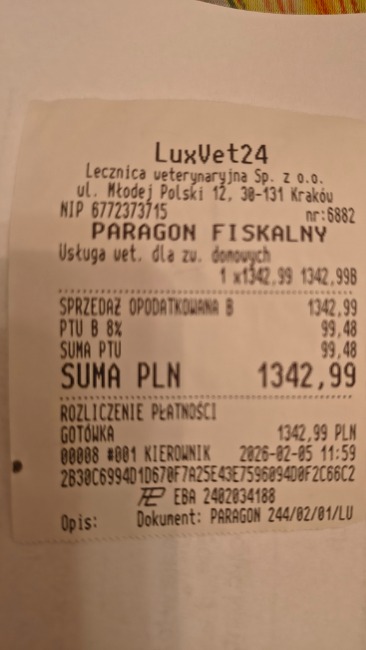 LuxVet24
Lecznica weterynaryjna Sp. z o.o.
ul. Młodej Polski 12, 30-131 Kraków
NIP 6772373715 nr:6882
PARAGON FISKALNY
Usługa wet. dla zw. domowych
1 x1342,99 1342,99B
SPRZEDAŻ OPODATKOWANA B 1342,99
PTU B 8% 99,48
SUMA PTU 99,48
SUMA PLN 1342,99
ROZLICZENIE PŁATNOŚCI
GOTÓWKA 1342,99 PLN
00008 #001 KIEROWNIK 2026-02-05 11:59
2B30C6994D1D670F7A25E43E7596094D0F2C66C2
EBA 2402034188
Opis: Dokument: PARAGON 244/02/01/LU